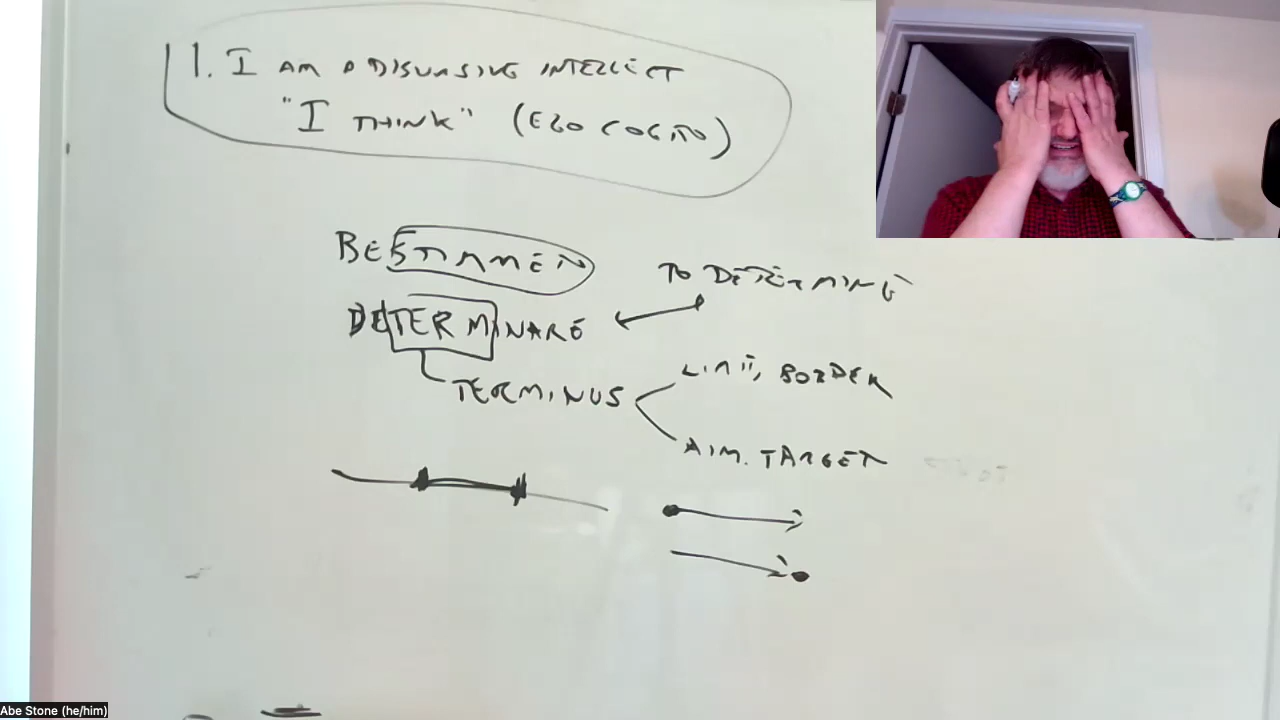 1. I AM A DISCURSIVE INTELLECT
"I THINK" (EGO COGITO)
BESTIMMEN
TO DETERMINE
DETERMINARE
TERMINUS
LIMIT, BORDER
AIM. TARGET
Abe Stone (he/him)